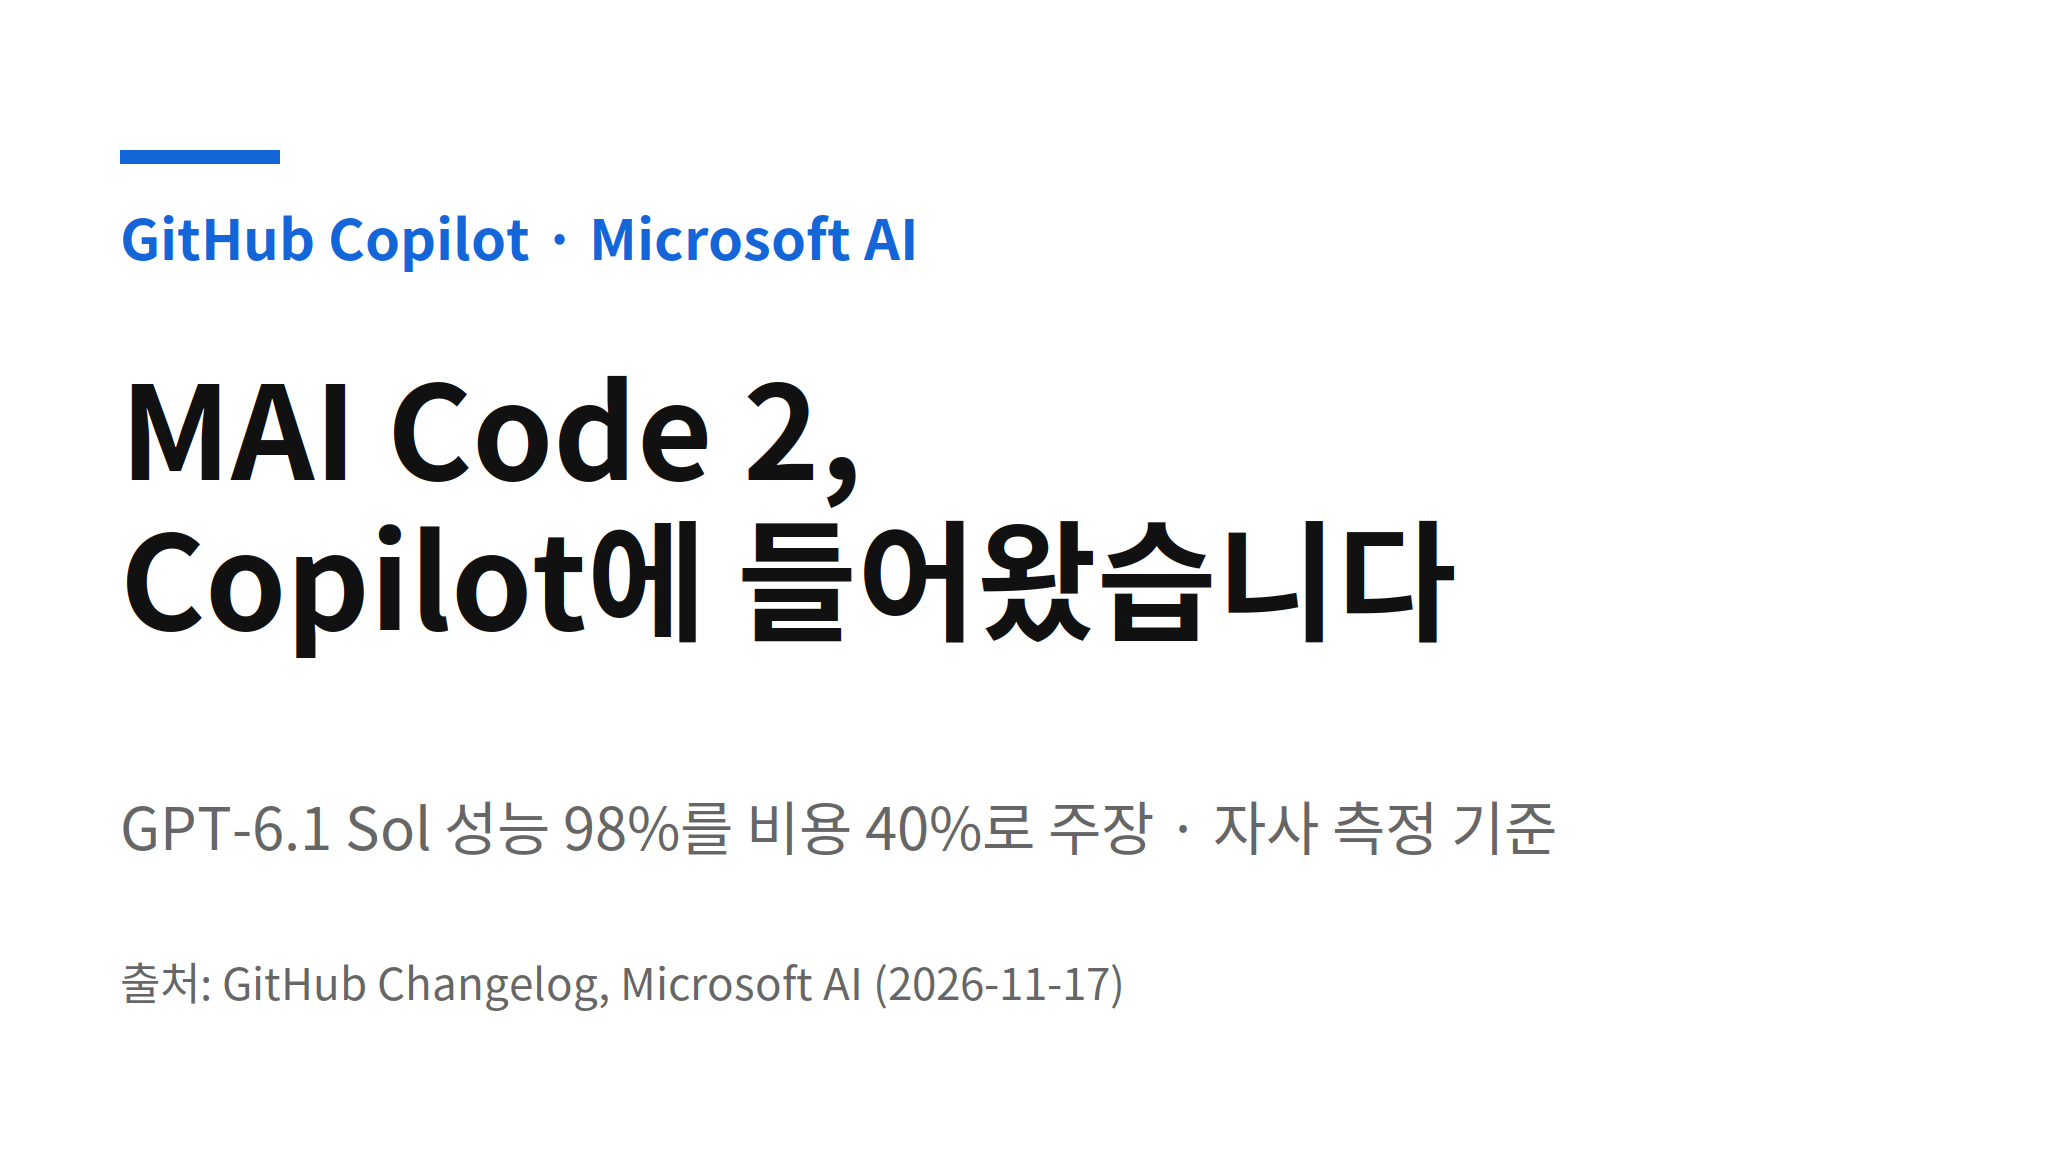 GitHub Copilot · Microsoft AI
MAI Code 2,
Copilot에 들어왔습니다
GPT-6.1 Sol 성능 98%를 비용 40%로 주장 · 자사 측정 기준
출처: GitHub Changelog, Microsoft AI (2026-11-17)